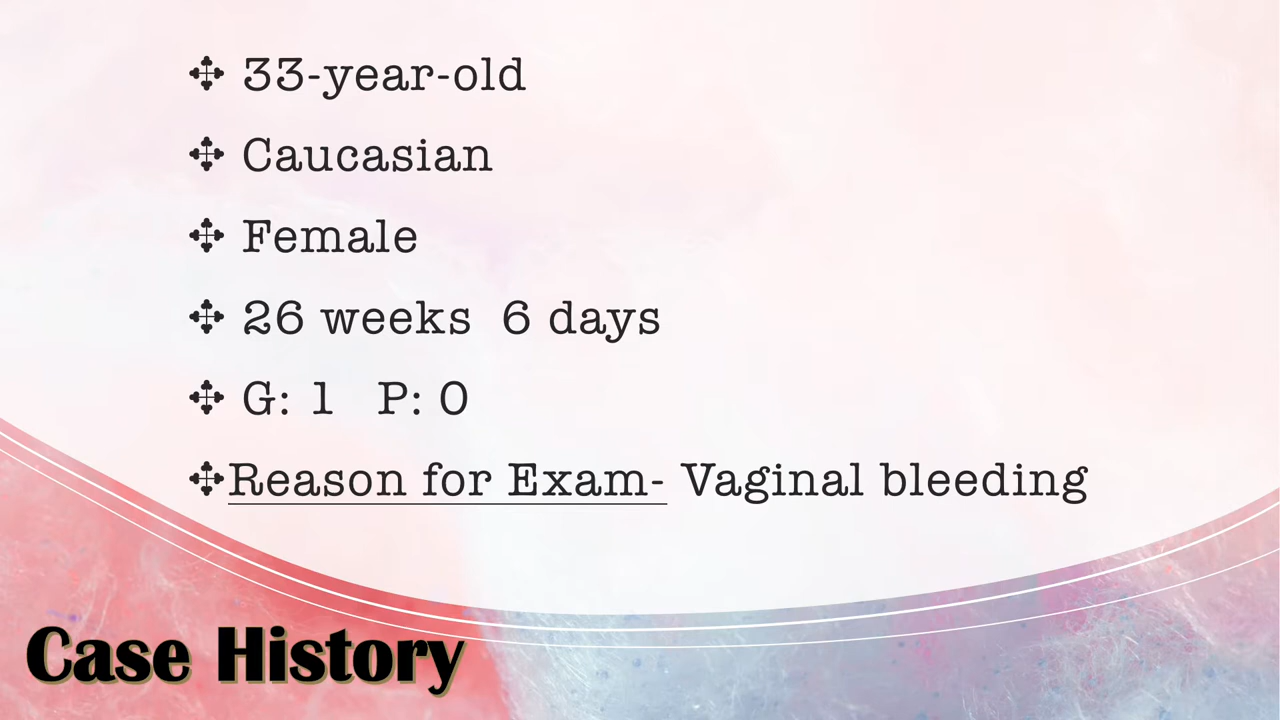 33-year-old
Caucasian
Female
26 weeks 6 days
G: 1 P: 0
Reason for Exam- Vaginal bleeding
Case History